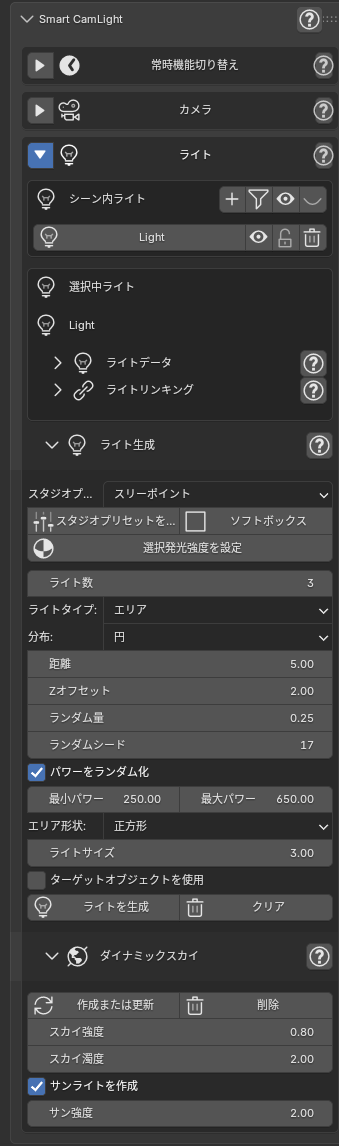 Smart CamLight
常時機能切り替え
カメラ
ライト
シーン内ライト
Light
選択中ライト
Light
ライトデータ
ライトリンキング
ライト生成
スタジオプ... スリーポイント
スタジオプリセットを... ソフトボックス
選択発光強度を設定
ライト数 3
ライトタイプ: エリア
分布: 円
距離 5.00
Zオフセット 2.00
ランダム量 0.25
ランダムシード 17
パワーをランダム化
最小パワー 250.00 最大パワー 650.00
エリア形状: 正方形
ライトサイズ 3.00
ターゲットオブジェクトを使用
ライトを生成 クリア
ダイナミックスカイ
作成または更新 削除
スカイ強度 0.80
スカイ濁度 2.00
サンライトを作成
サン強度 2.00